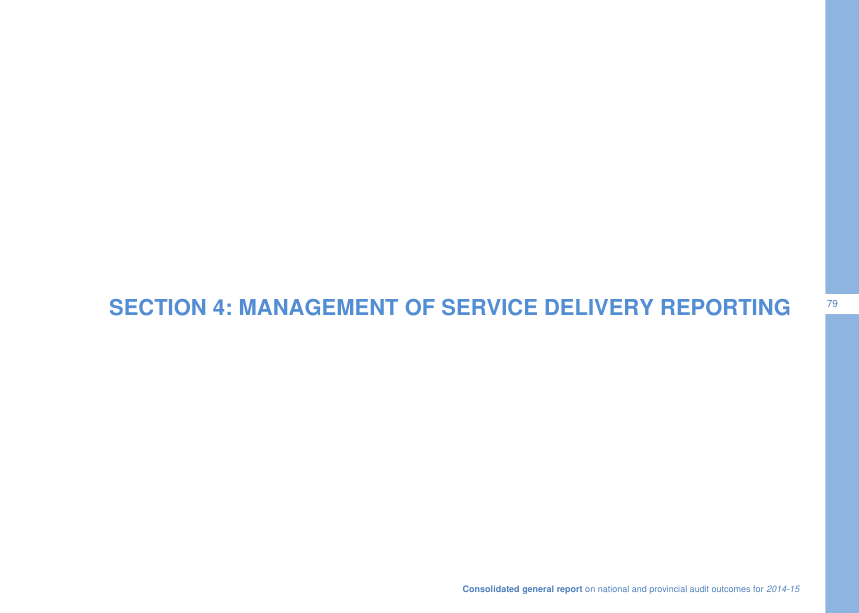 SECTION 4: MANAGEMENT OF SERVICE DELIVERY REPORTING
79
Consolidated general report on national and provincial audit outcomes for 2014-15